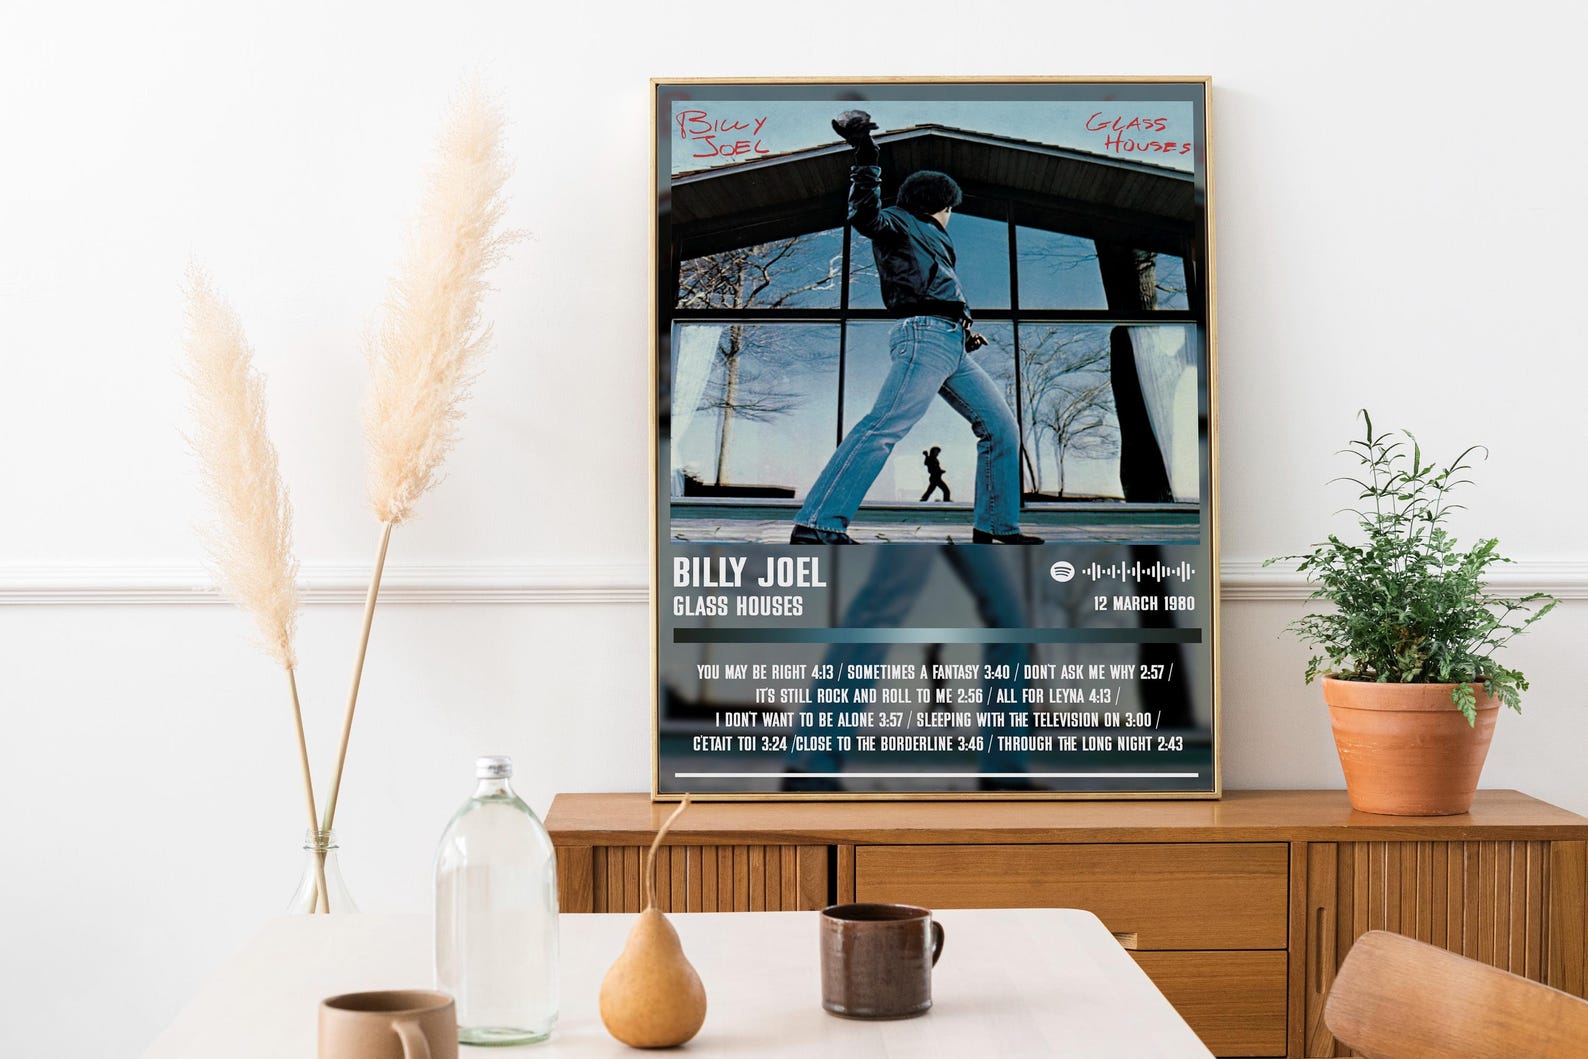 BILLY JOEL
GLASS HOUSES
BILLY JOEL
GLASS HOUSES
12 MARCH 1980
YOU MAY BE RIGHT 4:13 / SOMETIMES A FANTASY 3:40 / DON'T ASK ME WHY 2:57 /
IT'S STILL ROCK AND ROLL TO ME 2:56 / ALL FOR LEYNA 4:13 /
I DON'T WANT TO BE ALONE 3:57 / SLEEPING WITH THE TELEVISION ON 3:00 /
C'ETAIT TOI 3:24 /CLOSE TO THE BORDERLINE 3:46 / THROUGH THE LONG NIGHT 2:43